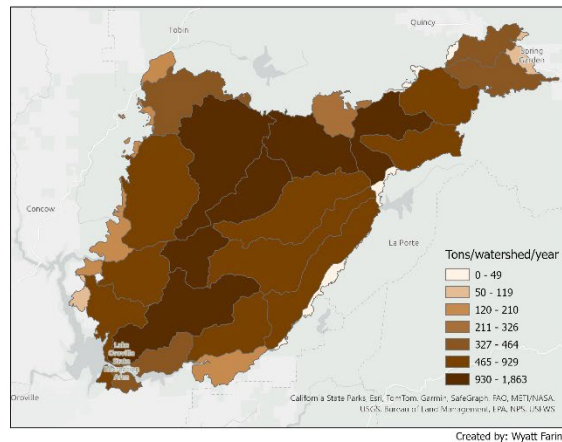 Quincy
Tobin
Spring
Garden
Concow
La Porte
Tons/watershed/year
0 - 49
50 - 119
120 - 210
211 - 326
327 - 464
465 - 929
930 - 1,863
Lake
Oroville
State
Recreation
Area
Oroville
California State Parks, Esri, TomTom, Garmin, SafeGraph, FAO, METI/NASA,
USGS, Bureau of Land Management, EPA, NPS, USFWS
Created by: Wyatt Farin